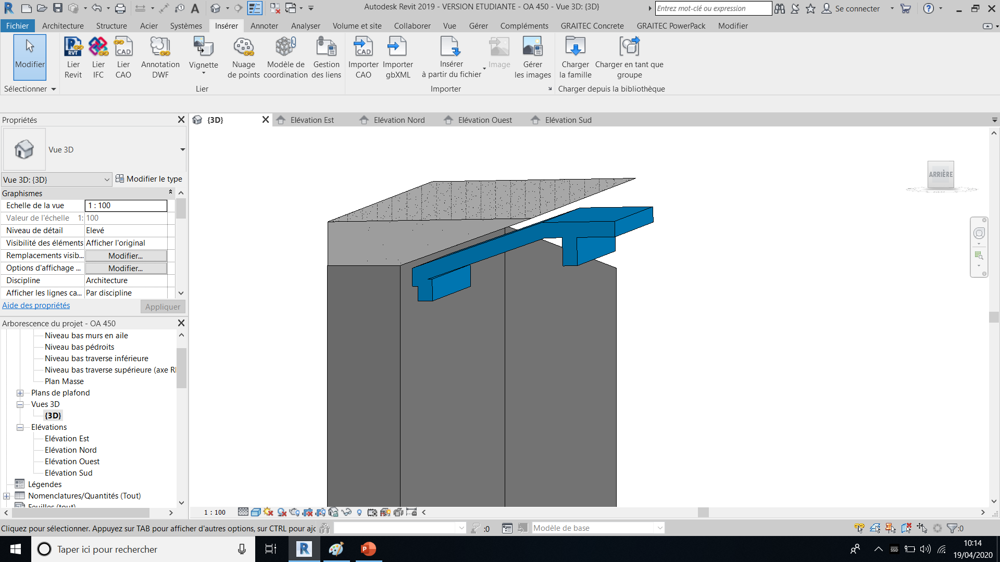 Autodesk Revit 2019 - VERSION ETUDIANTE - OA 450 - Vue 3D: {3D}
Entrez mot-clé ou expression
Se connecter
Fichier Architecture Structure Acier Systèmes Insérer Annoter Analyser Volume et site Collaborer Vue Gérer Compléments GRAITEC Concrete GRAITEC PowerPack Modifier
Modifier
Lier Revit
Lier IFC
Lier CAO
Annotation DWF
Vignette
Nuage de points
Modèle de coordination
Gestion des liens
Importer CAO
Importer gbXML
Insérer à partir du fichier
Image
Gérer les images
Charger la famille
Charger en tant que groupe
Sélectionner
Lier
Importer
Charger depuis la bibliothèque
Propriétés
{3D}
Elévation Est
Elévation Nord
Elévation Ouest
Elévation Sud
Vue 3D
Vue 3D: {3D}
Modifier le type
Graphismes
Echelle de la vue 1 : 100
Valeur de l'échelle 1: 100
Niveau de détail Elevé
Visibilité des éléments Afficher l'original
Remplacements visib... Modifier...
Options d'affichage ... Modifier...
Discipline Architecture
Afficher les lignes ca... Par discipline
Aide des propriétés
Appliquer
Arborescence du projet - OA 450
Niveau bas murs en aile
Niveau bas pédroits
Niveau bas traverse inférieure
Niveau bas traverse supérieure (axe R
Plan Masse
Plans de plafond
Vues 3D
{3D}
Elévations
Elévation Est
Elévation Nord
Elévation Ouest
Elévation Sud
Légendes
Nomenclatures/Quantités (Tout)
Feuilles (tout)
ARRIÈRE
1 : 100
Cliquez pour sélectionner. Appuyez sur TAB pour afficher d'autres options, sur CTRL pour ajo
:0
Modèle de base
:0
Taper ici pour rechercher
10:14
19/04/2020